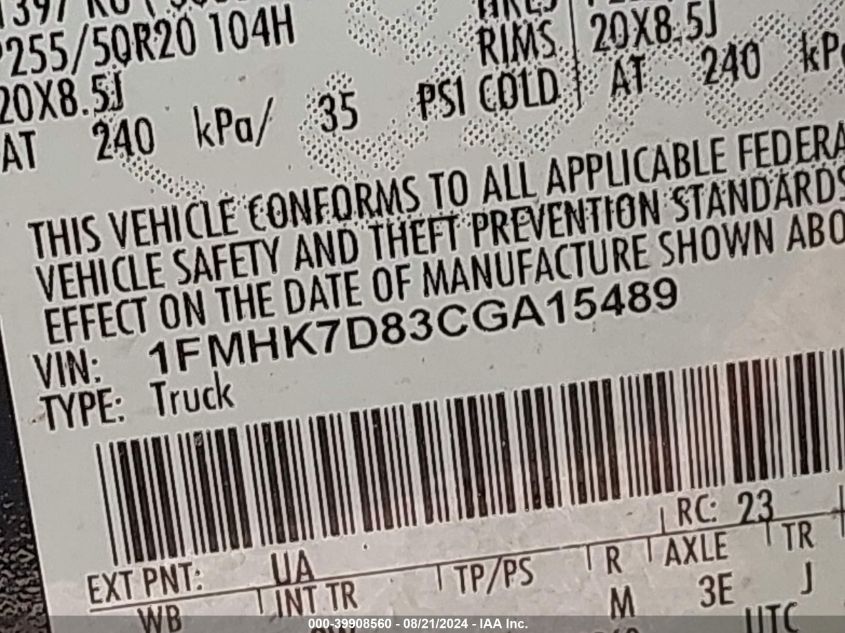 255/50R20 104H
RIMS 20X8.5J
20X8.5J
AT 240 kPa/ 35 PSI COLD AT 240 kPa
THIS VEHICLE CONFORMS TO ALL APPLICABLE FEDERA
VEHICLE SAFETY AND THEFT PREVENTION STANDARDS
EFFECT ON THE DATE OF MANUFACTURE SHOWN ABO
VIN: 1FMHK7D83CGA15489
TYPE: Truck
RC: 23
EXT PNT: UA
WB INT TR TP/PS R AXLE TR
M 3E J
UTC
000-39908560 - 08/21/2024 - IAA Inc.